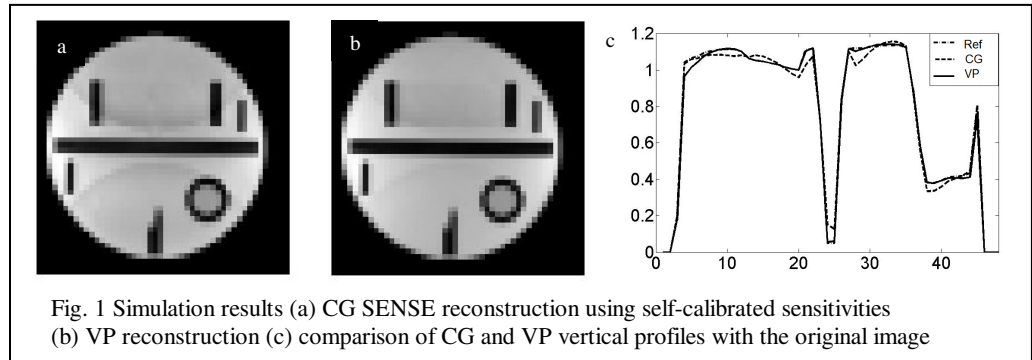 a
b
c
1.2
1
0.8
0.6
0.4
0.2
0
0 10 20 30 40
Ref
CG
VP
Fig. 1 Simulation results (a) CG SENSE reconstruction using self-calibrated sensitivities
(b) VP reconstruction (c) comparison of CG and VP vertical profiles with the original image